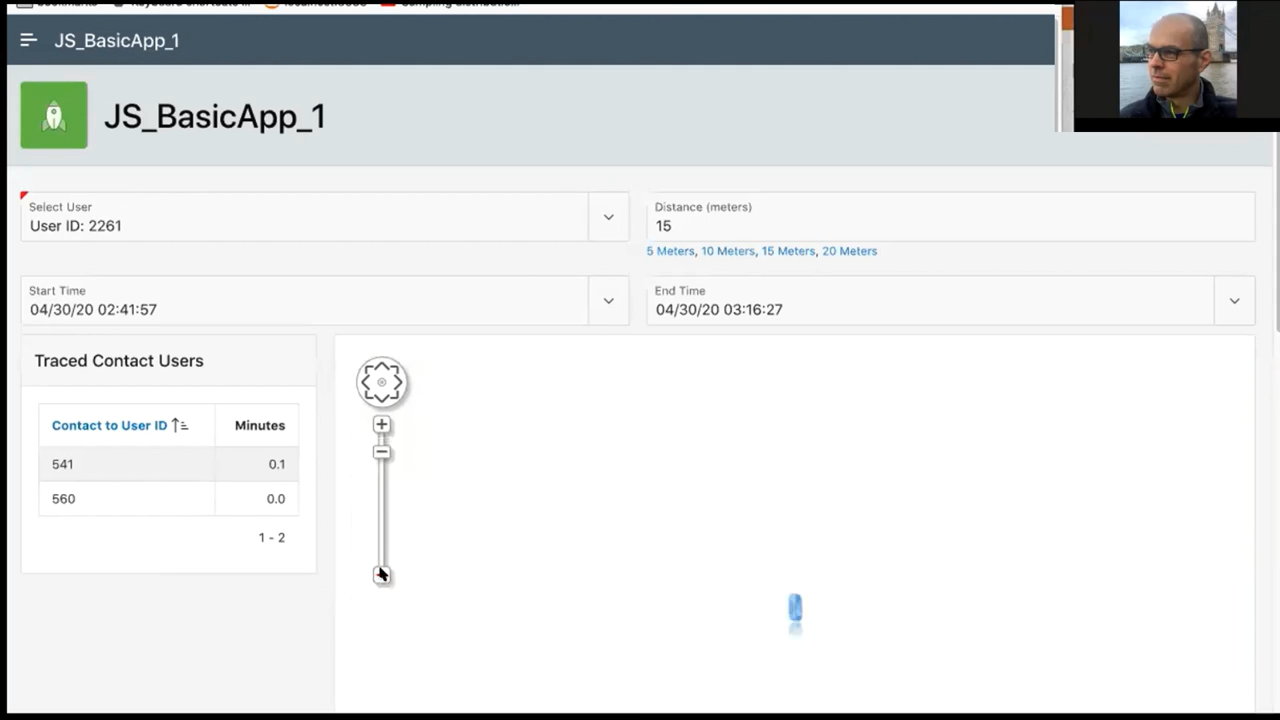 JS_BasicApp_1
JS_BasicApp_1
Select User
User ID: 2261
Distance (meters)
15
5 Meters, 10 Meters, 15 Meters, 20 Meters
Start Time
04/30/20 02:41:57
End Time
04/30/20 03:16:27
Traced Contact Users
Contact to User ID Minutes
541 0.1
560 0.0
1 - 2